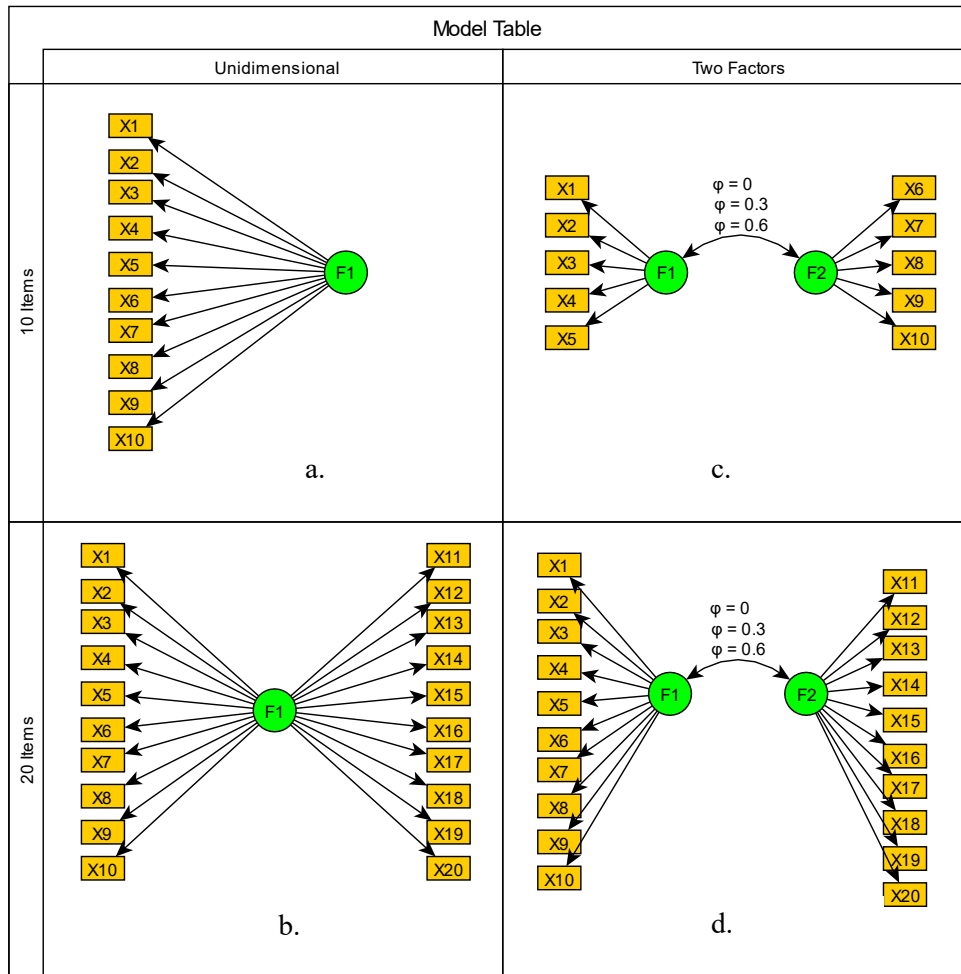 Model Table
Unidimensional
Two Factors
10 Items
X1
X2
X3
X4
X5
X6
X7
X8
X9
X10
F1
a.
φ = 0
φ = 0.3
φ = 0.6
X1
X2
X3
X4
X5
F1
F2
X6
X7
X8
X9
X10
c.
20 Items
X1
X2
X3
X4
X5
X6
X7
X8
X9
X10
F1
X11
X12
X13
X14
X15
X16
X17
X18
X19
X20
b.
φ = 0
φ = 0.3
φ = 0.6
X1
X2
X3
X4
X5
X6
X7
X8
X9
X10
F1
F2
X11
X12
X13
X14
X15
X16
X17
X18
X19
X20
d.